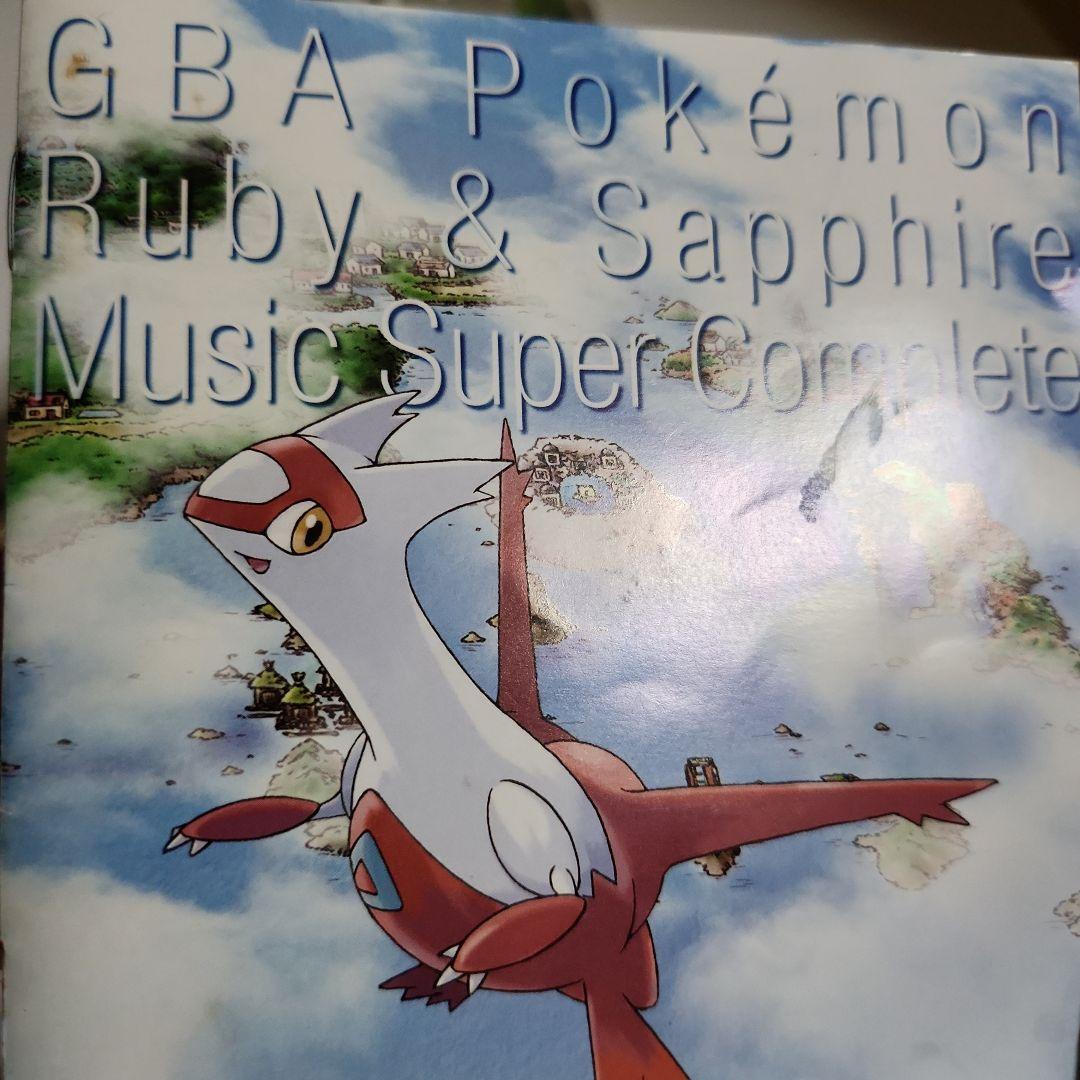 GBA Pokémon
Ruby & Sapphire
Music Super Complete